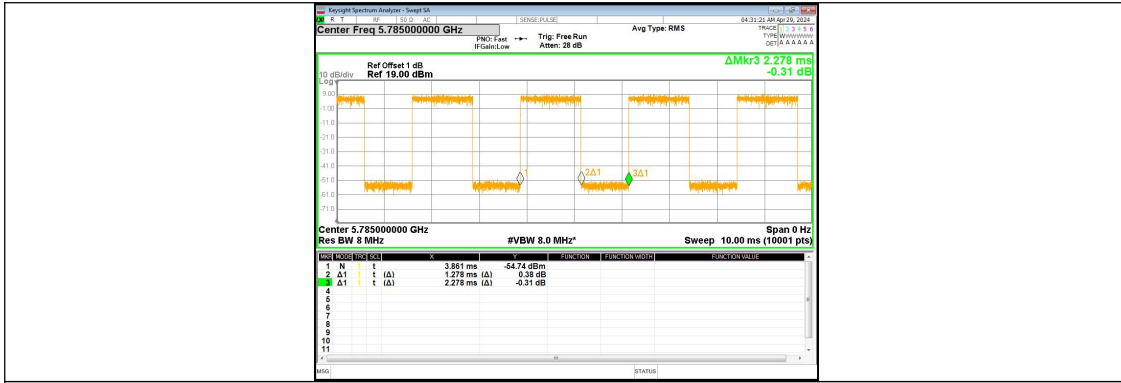 Keysight Spectrum Analyzer - Swept SA
R T RF 50 Ω AC SENSE:PULSE 04:31:21 AM Apr 29, 2024
Center Freq 5.785000000 GHz Avg Type: RMS TRACE 1 2 3 4 5 6
PNO: Fast Trig: Free Run TYPE WWWWWW
IFGain:Low Atten: 28 dB DET A A A A A A
ΔMkr3 2.278 ms
-0.31 dB
Ref Offset 1 dB
10 dB/div Ref 19.00 dBm
Log
9.00
-1.00
-11.0
-21.0
-31.0
-41.0
-51.0
-61.0
-71.0
1
2Δ1
3Δ1
Center 5.785000000 GHz Span 0 Hz
Res BW 8 MHz #VBW 8.0 MHz* Sweep 10.00 ms (10001 pts)
MKR MODE TRC SCL X Y FUNCTION FUNCTION WIDTH FUNCTION VALUE
1 N 1 t 3.861 ms -54.74 dBm
2 Δ1 1 t (Δ) 1.278 ms (Δ) 0.38 dB
3 Δ1 1 t (Δ) 2.278 ms (Δ) -0.31 dB
4
5
6
7
8
9
10
11
MSG STATUS